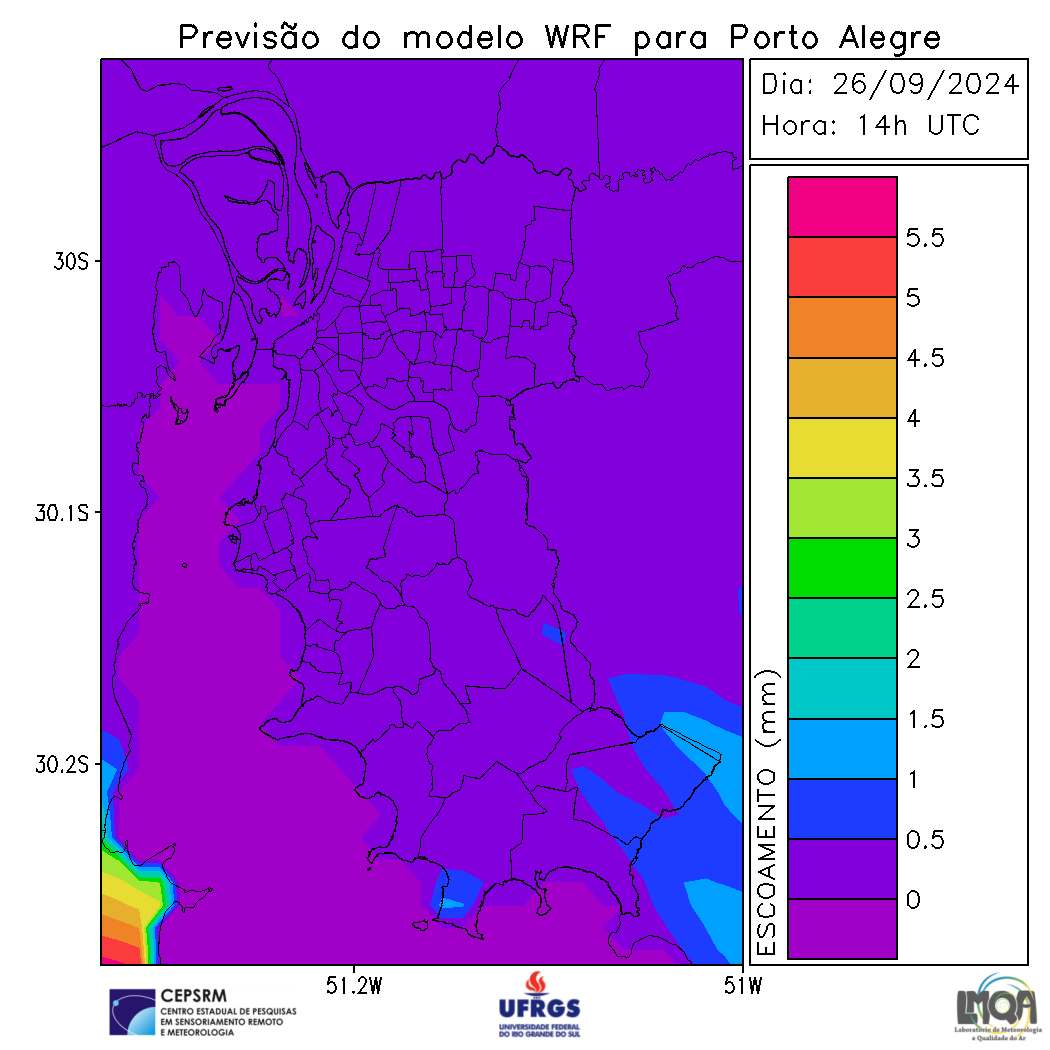 Previsão do modelo WRF para Porto Alegre
Dia: 26/09/2024
Hora: 14h UTC
30S
30.1S
30.2S
51.2W
51W
5.5
5
4.5
4
3.5
3
2.5
2
1.5
1
0.5
0
ESCOAMENTO (mm)
CEPSRM
CENTRO ESTADUAL DE PESQUISAS
EM SENSORIAMENTO REMOTO
E METEOROLOGIA
UFRGS
UNIVERSIDADE FEDERAL
DO RIO GRANDE DO SUL
LMQA
Laboratório de Meteorologia
e Qualidade do Ar